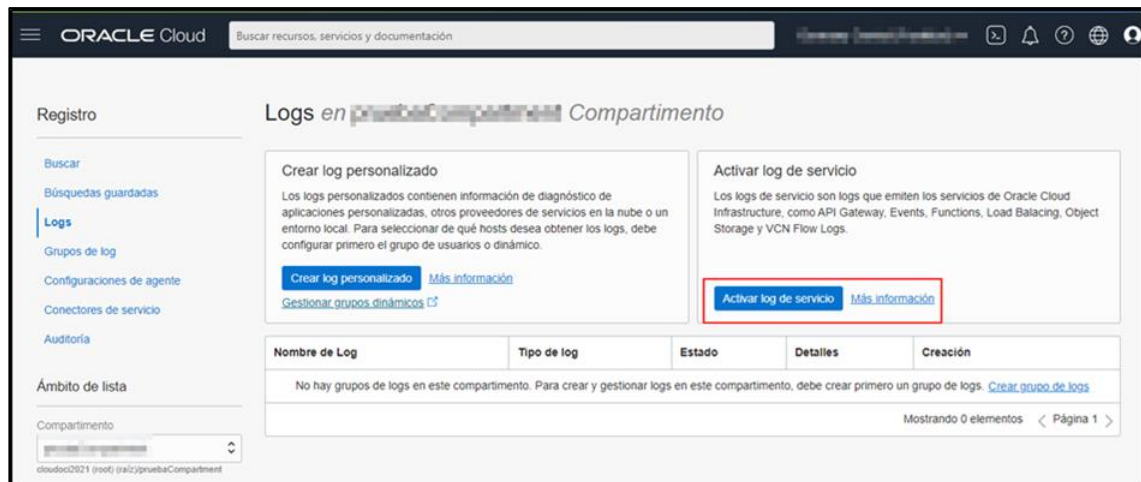 ORACLE Cloud
Buscar recursos, servicios y documentación
Registro
Buscar
Búsquedas guardadas
Logs
Grupos de log
Configuraciones de agente
Conectores de servicio
Auditoría
Ámbito de lista
Compartimento
cloudoci2021 (root) (raíz)/pruebaCompartment
Logs en Compartimento
Crear log personalizado
Los logs personalizados contienen información de diagnóstico de
aplicaciones personalizadas, otros proveedores de servicios en la nube o un
entorno local. Para seleccionar de qué hosts desea obtener los logs, debe
configurar primero el grupo de usuarios o dinámico.
Crear log personalizado Más información
Gestionar grupos dinámicos
Activar log de servicio
Los logs de servicio son logs que emiten los servicios de Oracle Cloud
Infrastructure, como API Gateway, Events, Functions, Load Balacing, Object
Storage y VCN Flow Logs.
Activar log de servicio Más información
Nombre de Log Tipo de log Estado Detalles Creación
No hay grupos de logs en este compartimento. Para crear y gestionar logs en este compartimento, debe crear primero un grupo de logs. Crear grupo de logs
Mostrando 0 elementos < Página 1 >